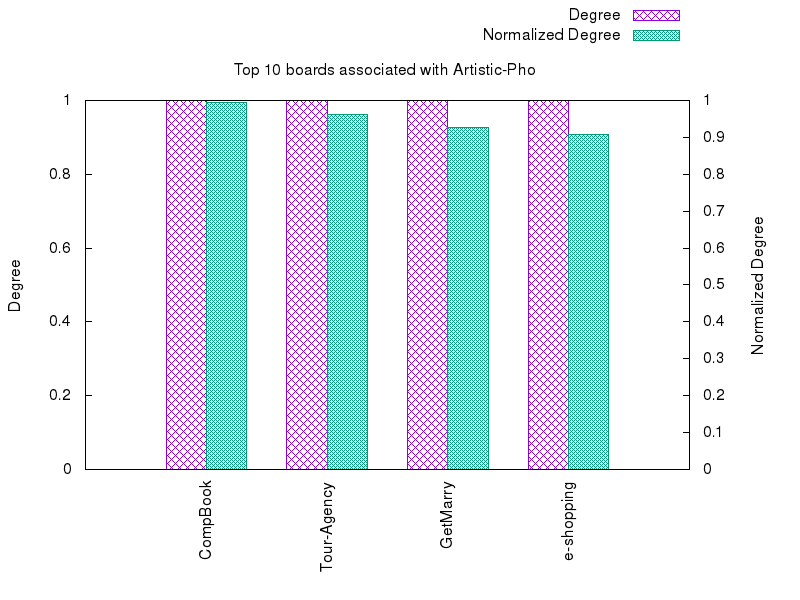 Degree
Normalized Degree
Top 10 boards associated with Artistic-Pho
1
0.8
0.6
0.4
0.2
0
Degree
1
0.9
0.8
0.7
0.6
0.5
0.4
0.3
0.2
0.1
0
Normalized Degree
CompBook
Tour-Agency
GetMarry
e-shopping